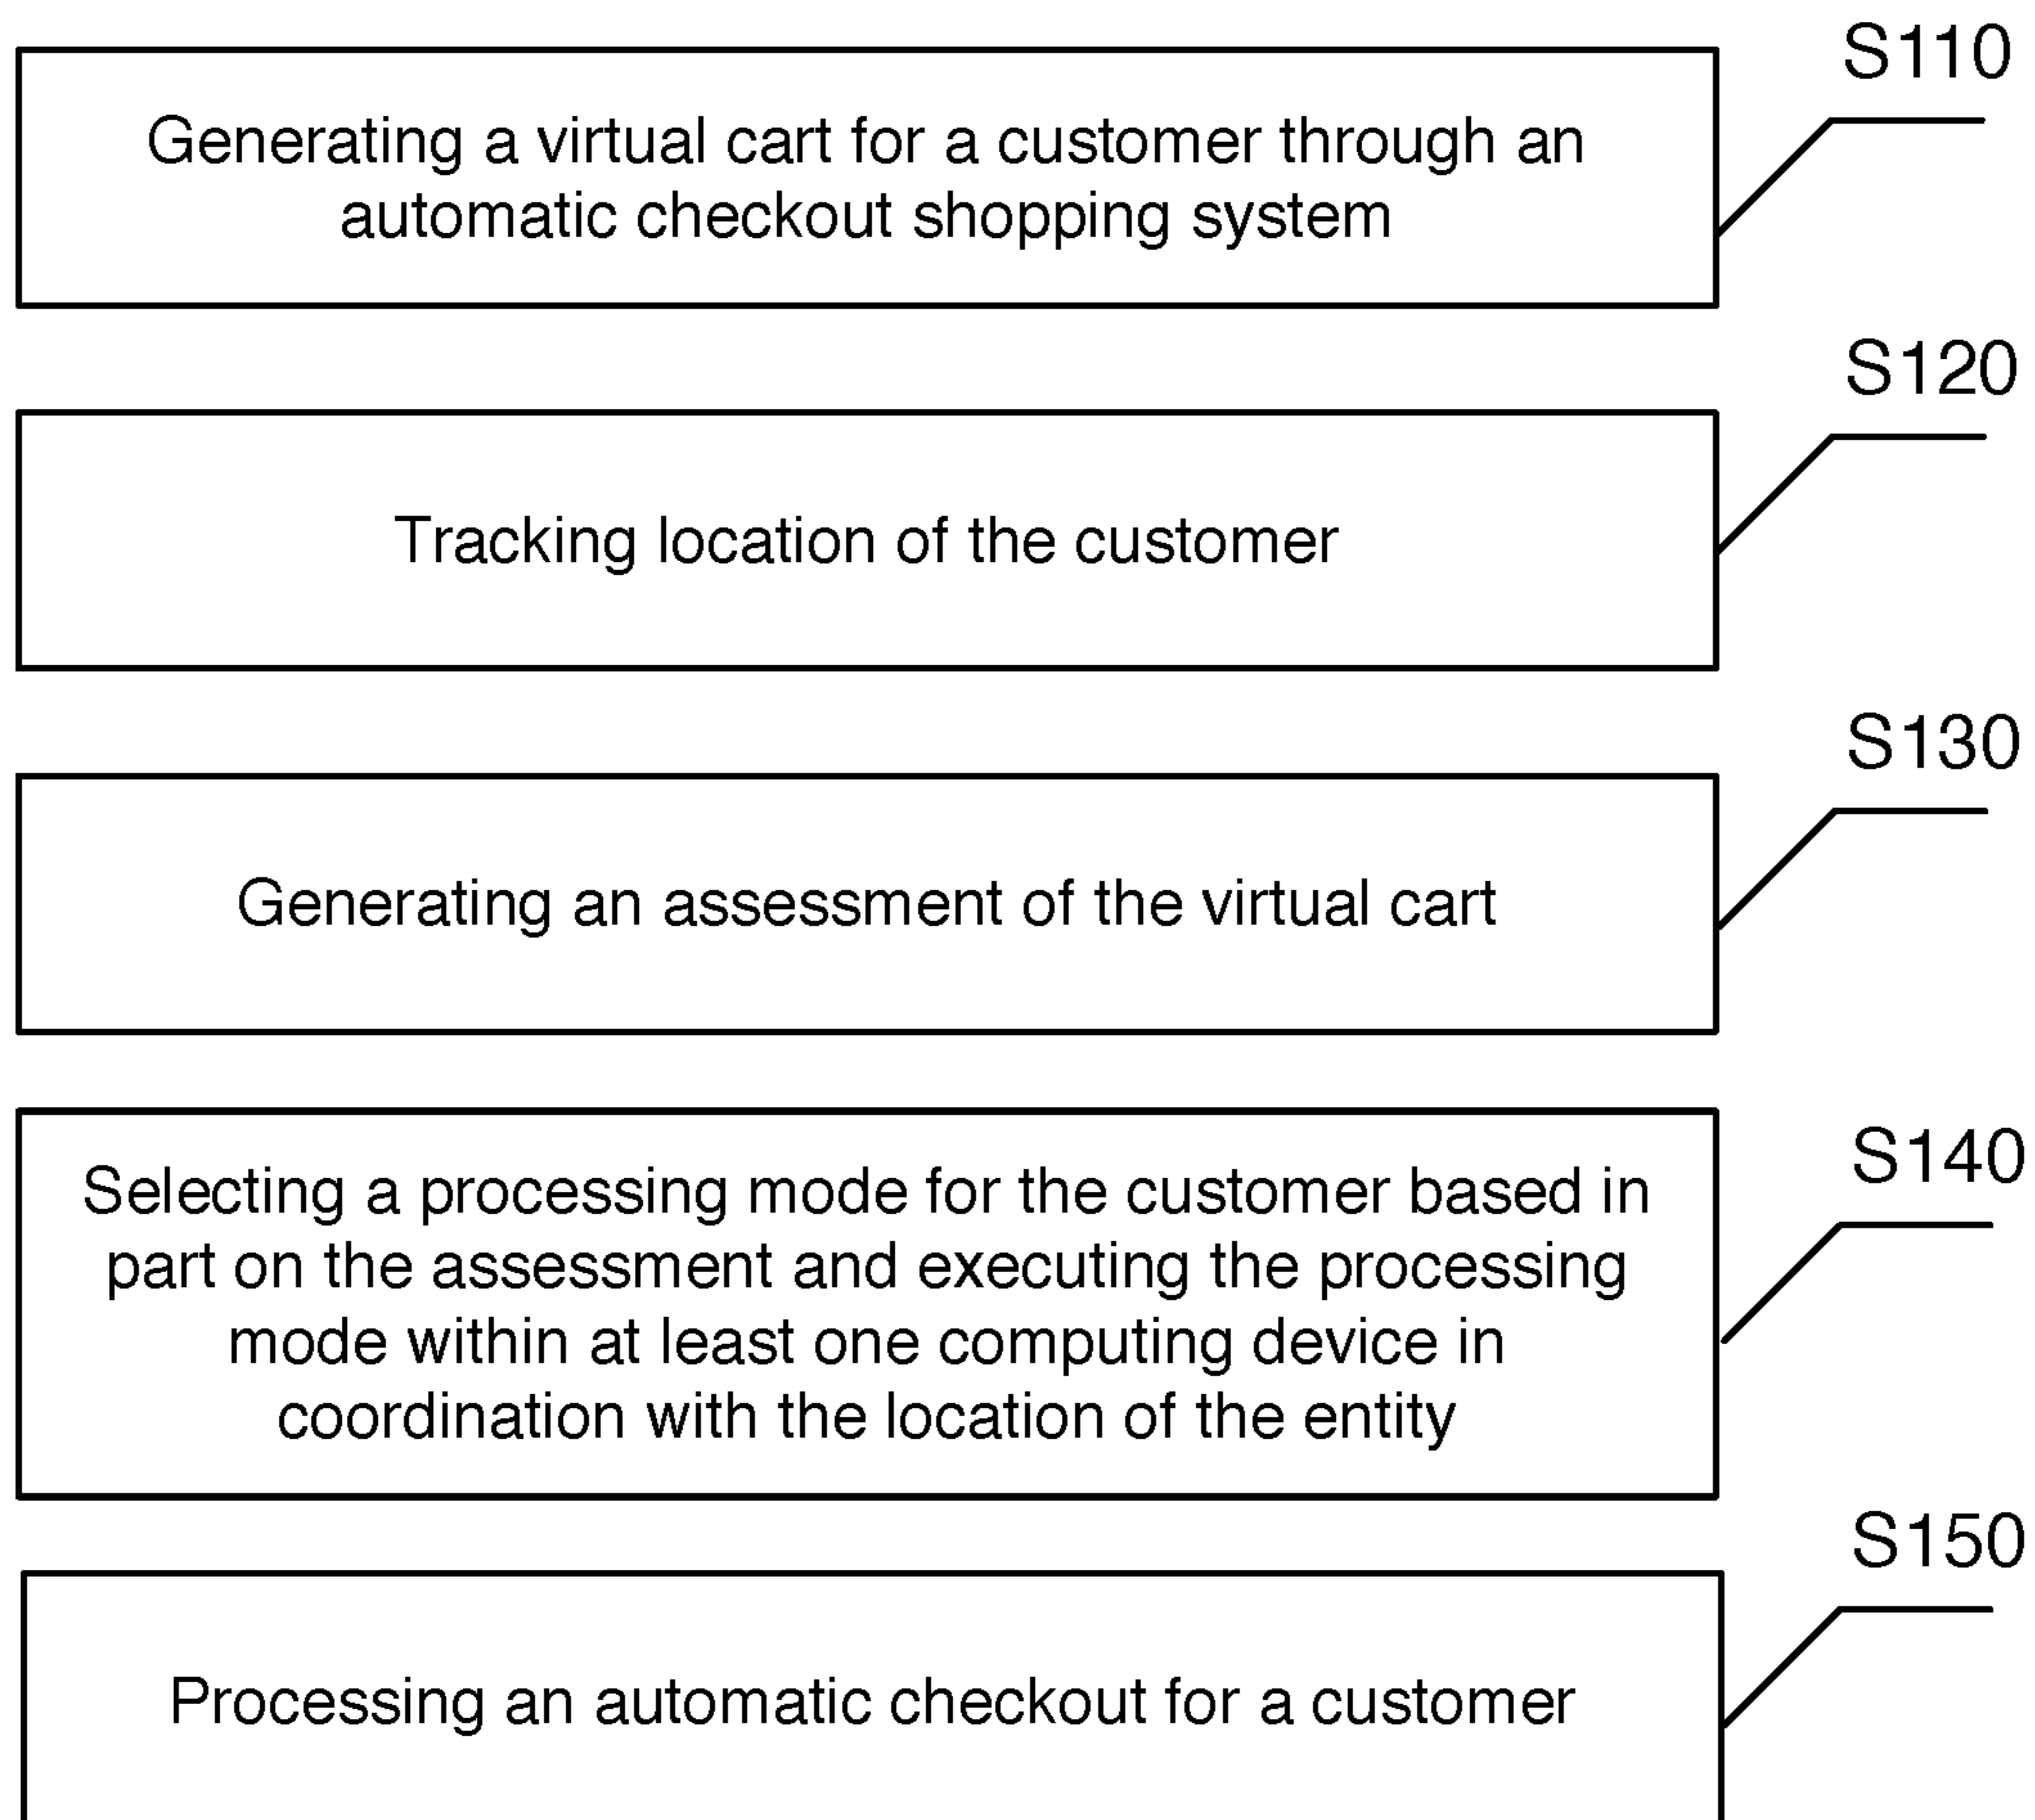 S110
Generating a virtual cart for a customer through an
automatic checkout shopping system
S120
Tracking location of the customer
S130
Generating an assessment of the virtual cart
S140
Selecting a processing mode for the customer based in
part on the assessment and executing the processing
mode within at least one computing device in
coordination with the location of the entity
S150
Processing an automatic checkout for a customer